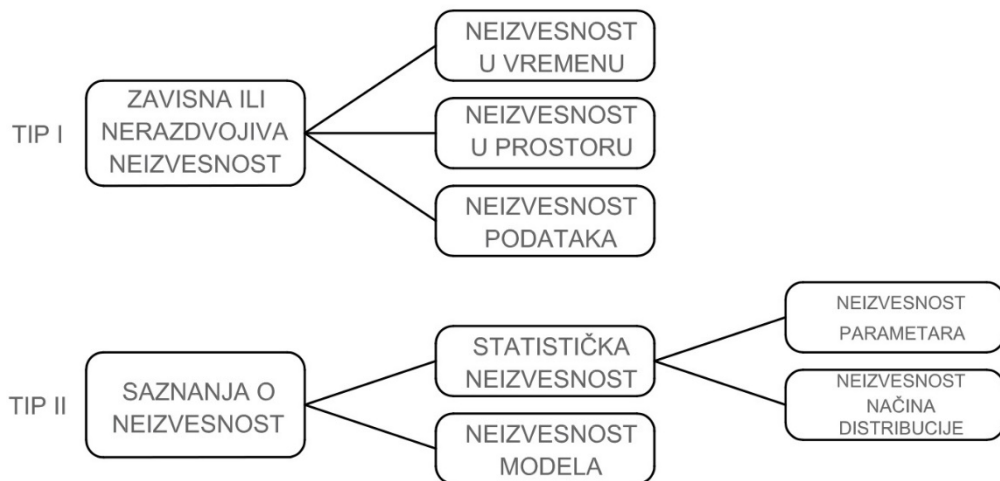 TIP I
ZAVISNA ILI
NERAZDVOJIVA
NEIZVESNOST
NEIZVESNOST
U VREMENU
NEIZVESNOST
U PROSTORU
NEIZVESNOST
PODATAKA
TIP II
SAZNANJA O
NEIZVESNOST
STATISTIČKA
NEIZVESNOST
NEIZVESNOST
MODELA
NEIZVESNOST
PARAMETARA
NEIZVESNOST
NAČINA
DISTRIBUCIJE